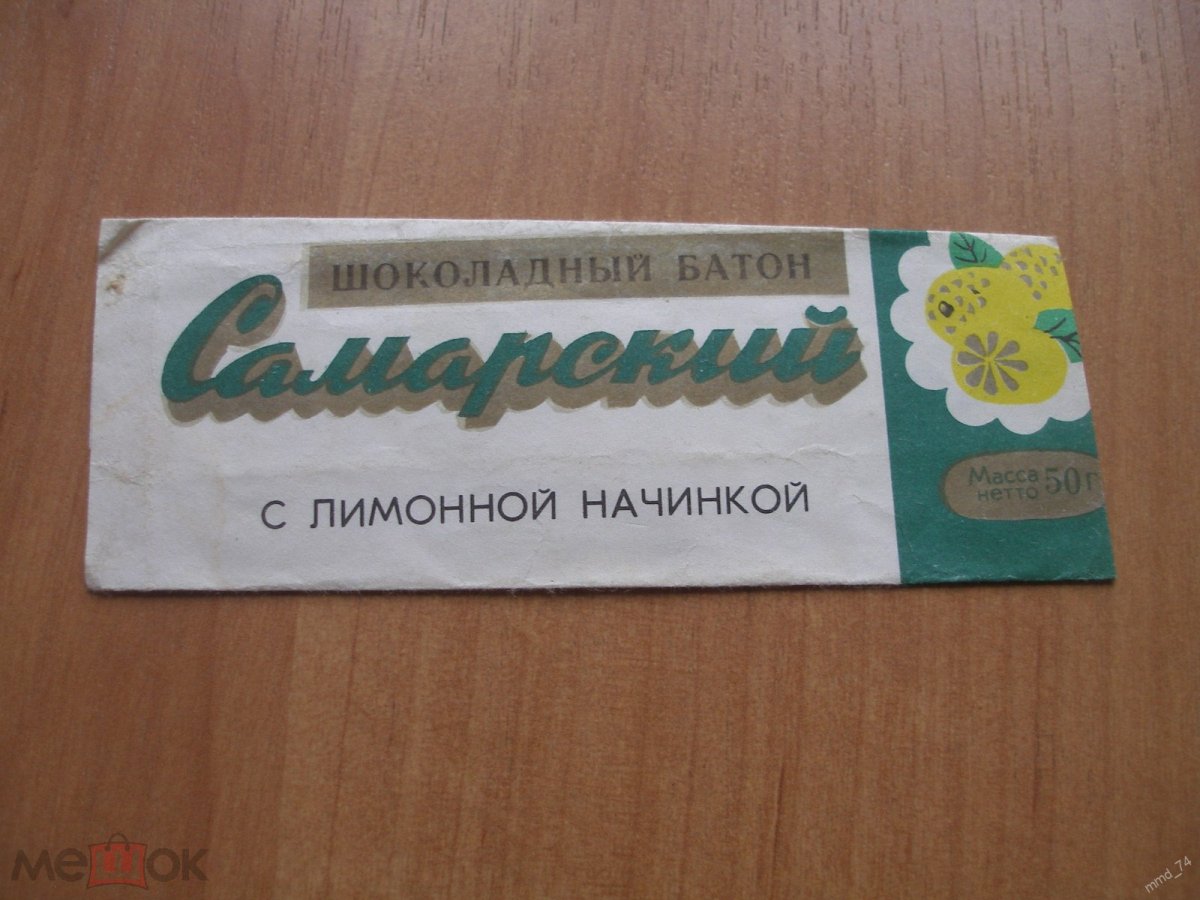 ШОКОЛАДНЫЙ БАТОН
Самарский
С ЛИМОННОЙ НАЧИНКОЙ
Масса
нетто 50 г
мешок
mmd_74